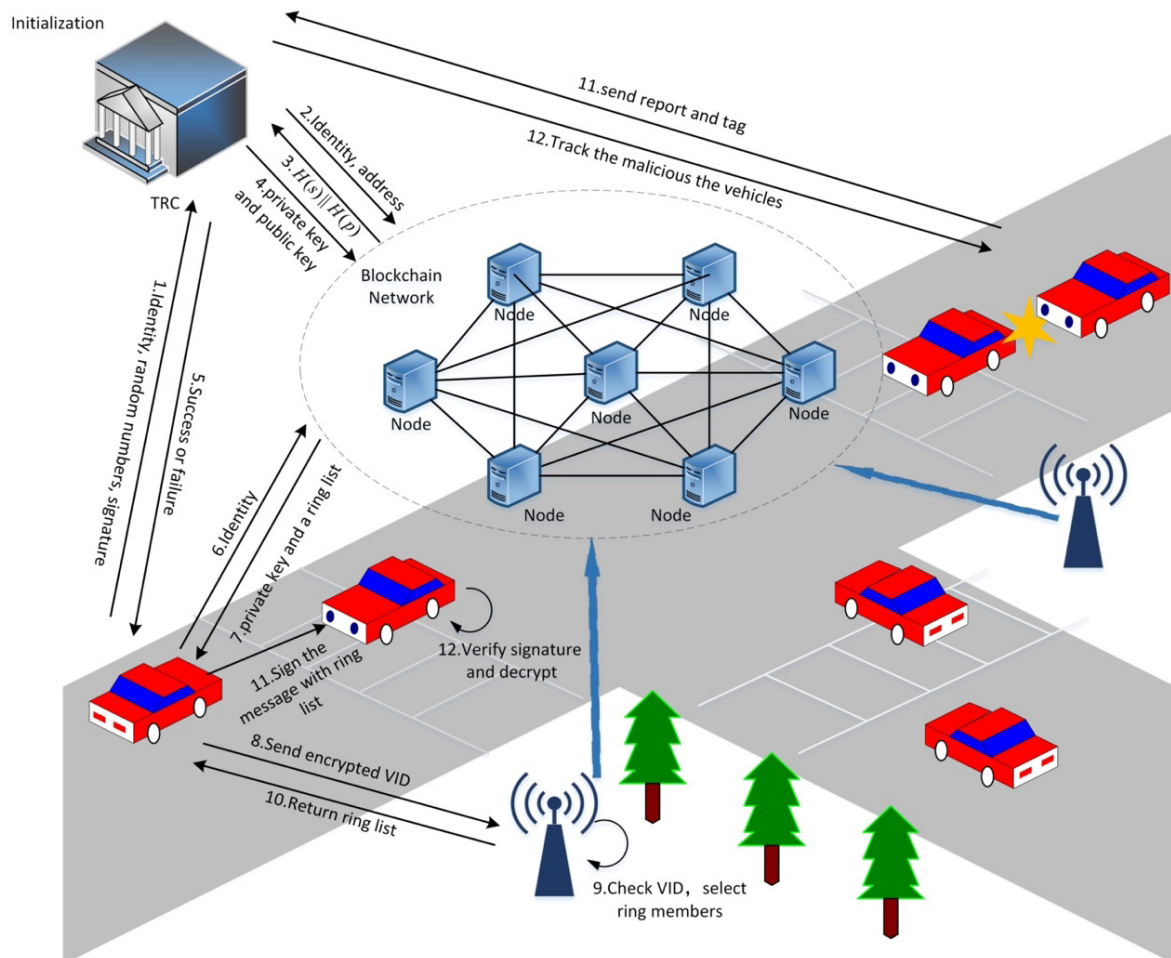 Initialization
TRC
11.send report and tag
12.Track the malicious the vehicles
2.Identity, address
3.H(s)||H(p)
4.private key
and public key
Blockchain
Network
Node
Node
Node
Node
Node
Node
Node
1.Identity, random numbers, signature
5.Success or failure
6.Identity
7.private key and a ring list
11.Sign the
message with ring
list
12.Verify signature
and decrypt
8.Send encrypted VID
10.Return ring list
9.Check VID，select
ring members